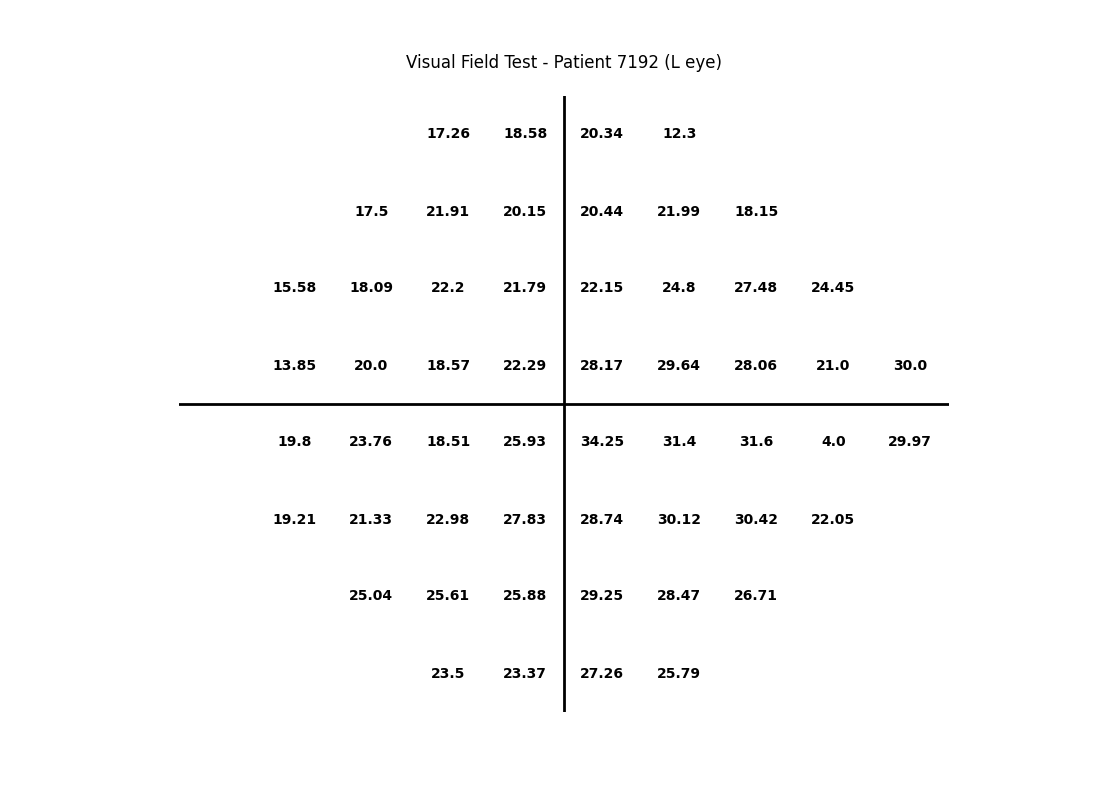 Visual Field Test - Patient 7192 (L eye)
17.26 18.58 20.34 12.3
17.5 21.91 20.15 20.44 21.99 18.15
15.58 18.09 22.2 21.79 22.15 24.8 27.48 24.45
13.85 20.0 18.57 22.29 28.17 29.64 28.06 21.0 30.0
19.8 23.76 18.51 25.93 34.25 31.4 31.6 4.0 29.97
19.21 21.33 22.98 27.83 28.74 30.12 30.42 22.05
25.04 25.61 25.88 29.25 28.47 26.71
23.5 23.37 27.26 25.79